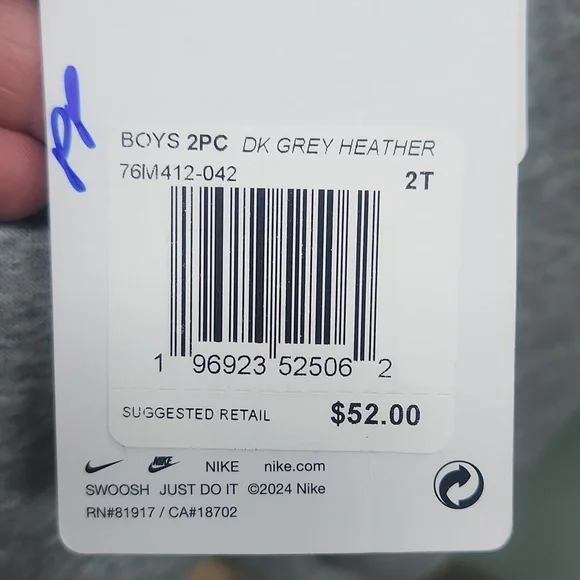 BOYS 2PC DK GREY HEATHER
76M412-042 2T
1 96923 52506 2
SUGGESTED RETAIL $52.00
NIKE NIKE nike.com
SWOOSH JUST DO IT ©2024 Nike
RN#81917 / CA#18702